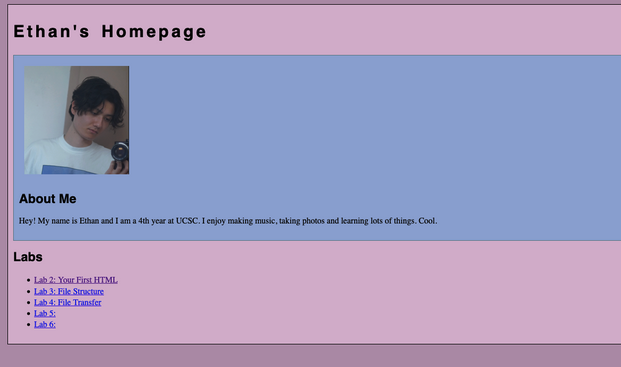 Ethan's Homepage
About Me
Hey! My name is Ethan and I am a 4th year at UCSC. I enjoy making music, taking photos and learning lots of things. Cool.
Labs
Lab 2: Your First HTML
Lab 3: File Structure
Lab 4: File Transfer
Lab 5:
Lab 6: